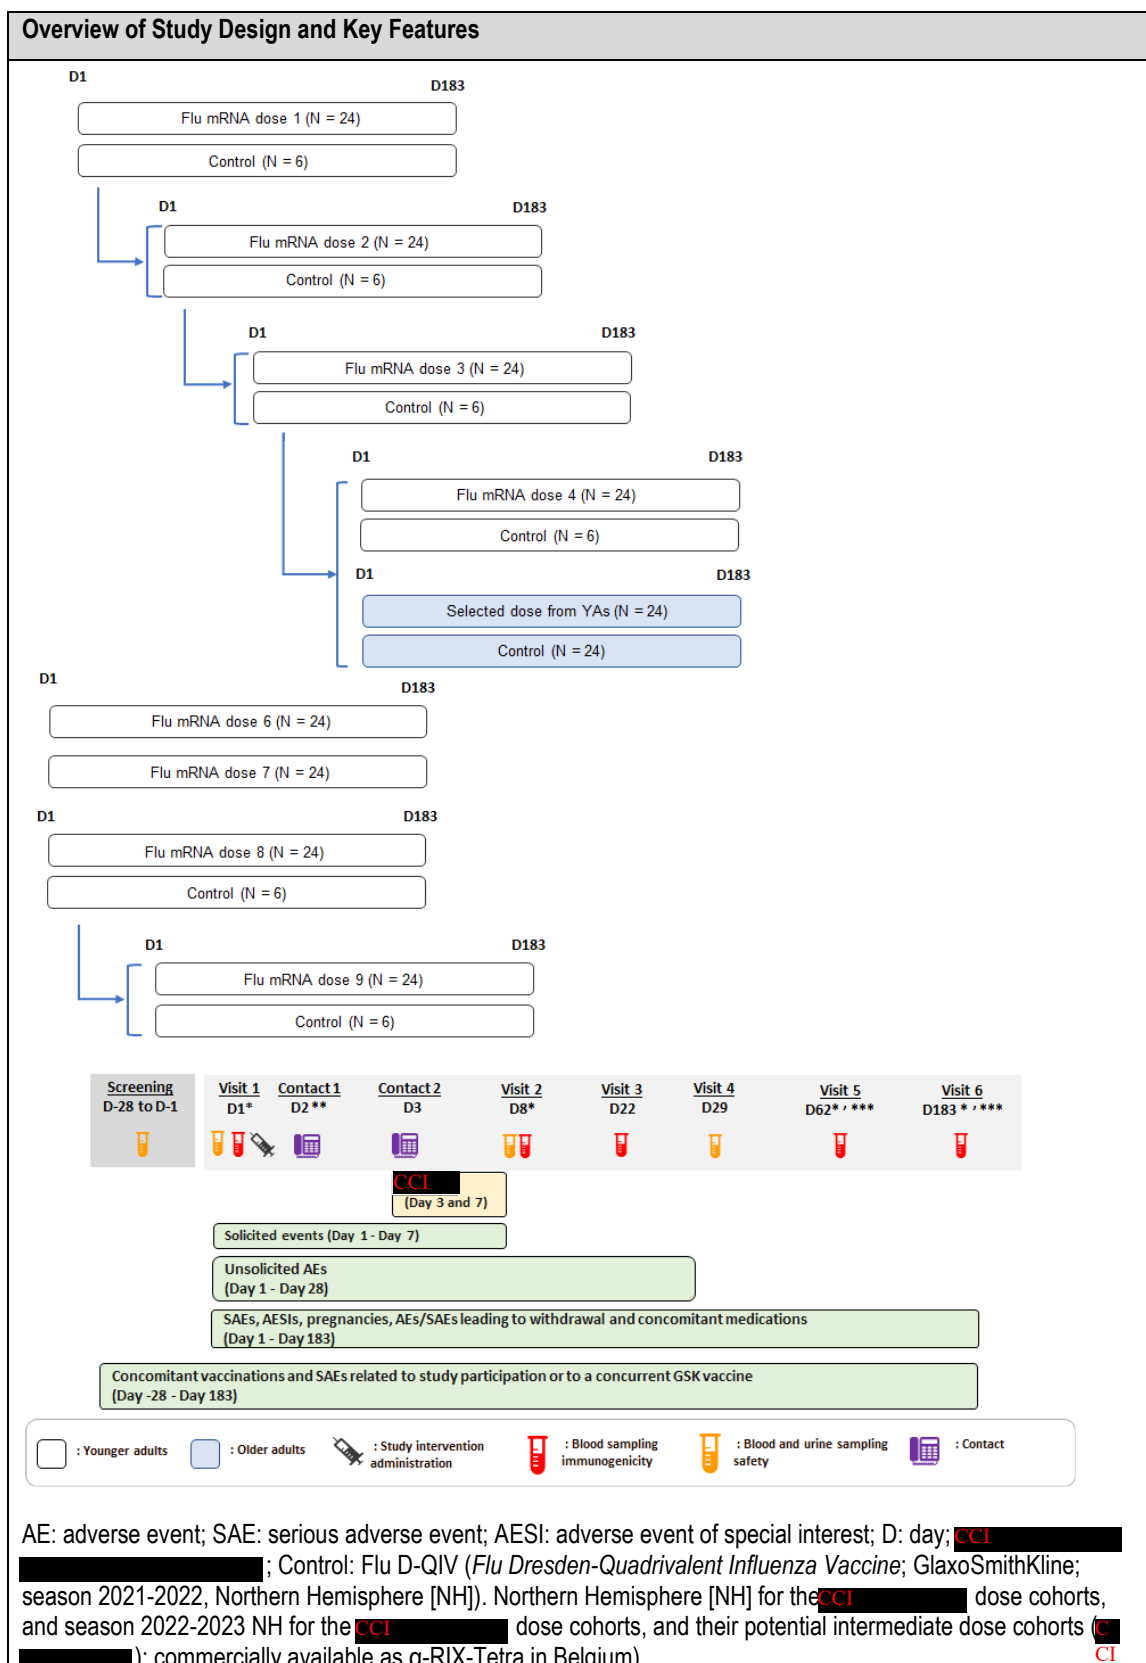 Overview of Study Design and Key Features
D1
D183
Flu mRNA dose 1 (N = 24)
Control (N = 6)
D1
D183
Flu mRNA dose 2 (N = 24)
Control (N = 6)
D1
D183
Flu mRNA dose 3 (N = 24)
Control (N = 6)
D1
D183
Flu mRNA dose 4 (N = 24)
Control (N = 6)
D1
D183
Selected dose from YAs (N = 24)
Control (N = 24)
D1
D183
Flu mRNA dose 6 (N = 24)
Flu mRNA dose 7 (N = 24)
D1
D183
Flu mRNA dose 8 (N = 24)
Control (N = 6)
D1
D183
Flu mRNA dose 9 (N = 24)
Control (N = 6)
Screening Visit 1 Contact 1 Contact 2 Visit 2 Visit 3 Visit 4 Visit 5 Visit 6
D-28 to D-1 D1* D2 ** D3 D8* D22 D29 D62* , *** D183 * , ***
CCI
(Day 3 and 7)
Solicited events (Day 1 - Day 7)
Unsolicited AEs
(Day 1 - Day 28)
SAEs, AESIs, pregnancies, AEs/SAEs leading to withdrawal and concomitant medications
(Day 1 - Day 183)
Concomitant vaccinations and SAEs related to study participation or to a concurrent GSK vaccine
(Day -28 - Day 183)
: Younger adults
: Older adults
: Study intervention
administration
: Blood sampling
immunogenicity
: Blood and urine sampling
safety
: Contact
AE: adverse event; SAE: serious adverse event; AESI: adverse event of special interest; D: day; CCI
; Control: Flu D-QIV (Flu Dresden-Quadrivalent Influenza Vaccine; GlaxoSmithKline;
season 2021-2022, Northern Hemisphere [NH]). Northern Hemisphere [NH] for the CCI dose cohorts,
and season 2022-2023 NH for the CCI dose cohorts, and their potential intermediate dose cohorts (C
CI
); commercially available as α-RIX-Tetra in Belgium)